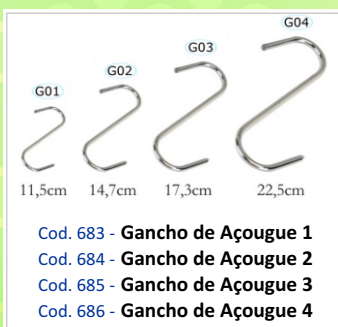 G04
G03
G02
G01
11,5cm 14,7cm 17,3cm 22,5cm
Cod. 683 - Gancho de Açougue 1
Cod. 684 - Gancho de Açougue 2
Cod. 685 - Gancho de Açougue 3
Cod. 686 - Gancho de Açougue 4